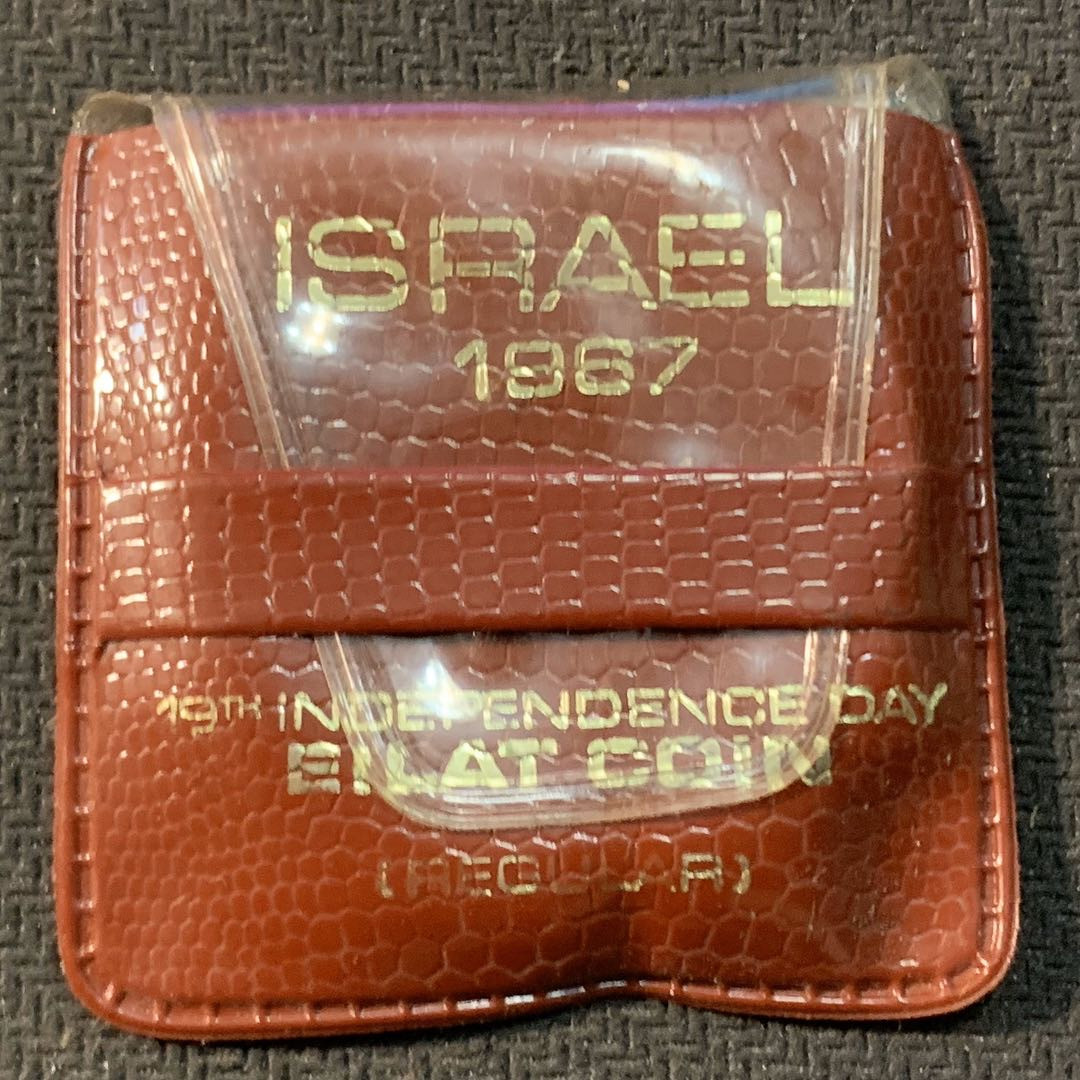 ISRAEL
1967
19TH INDEPENDENCE DAY
EILAT COIN
(REGULAR)